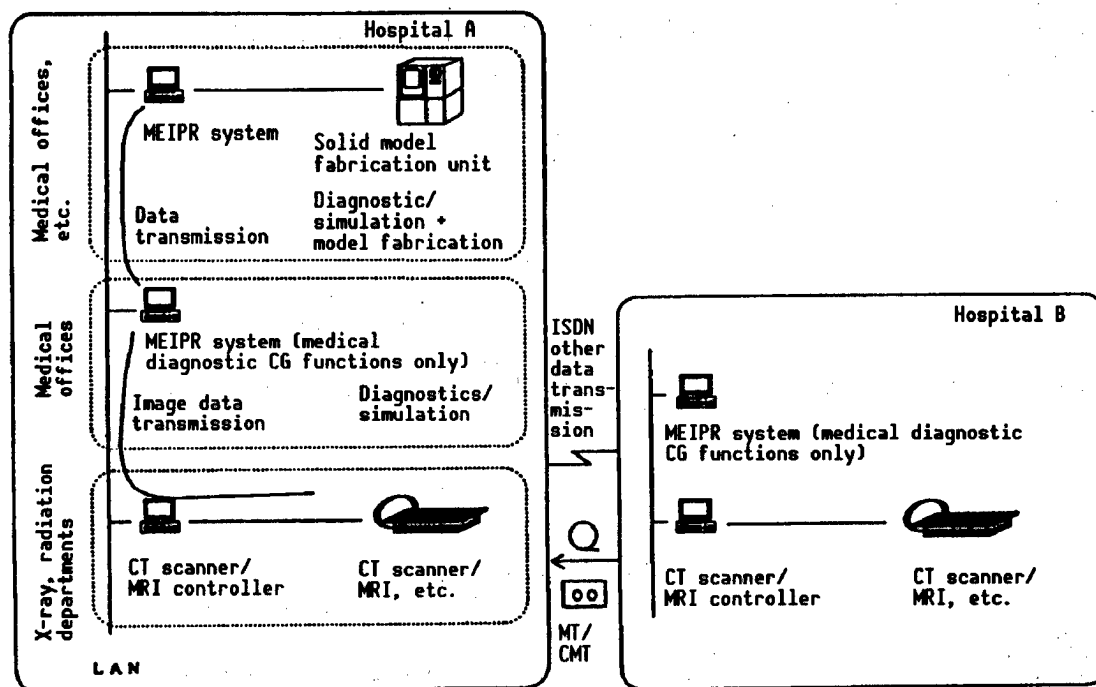 Hospital A
Medical offices,
etc.
MEIPR system
Solid model
fabrication unit
Data
transmission
Diagnostic/
simulation +
model fabrication
Medical
offices
MEIPR system (medical
diagnostic CG functions only)
Image data
transmission
Diagnostics/
simulation
X-ray, radiation
departments
CT scanner/
MRI controller
CT scanner/
MRI, etc.
LAN
ISDN
other
data
trans-
mis-
sion
MT/
CMT
Hospital B
MEIPR system (medical diagnostic
CG functions only)
CT scanner/
MRI controller
CT scanner/
MRI, etc.